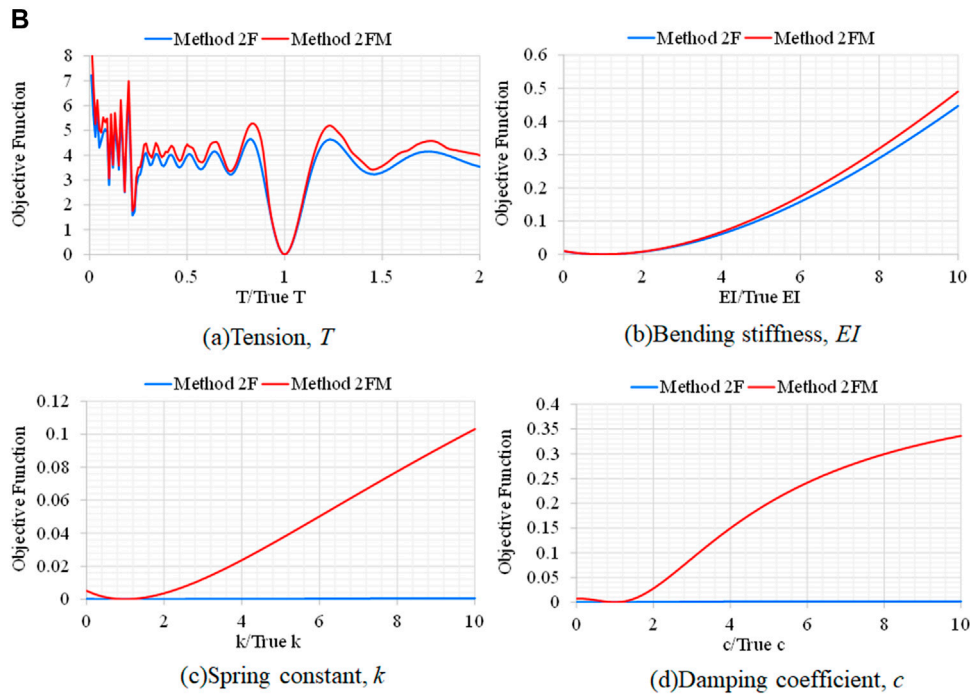 B
Method 2F Method 2FM
8
7
6
5
4
3
2
1
0
Objective Function
0 0.5 1 1.5 2
T/True T
(a)Tension, T
Method 2F Method 2FM
0.6
0.5
0.4
0.3
0.2
0.1
0
Objective Function
0 2 4 6 8 10
EI/True EI
(b)Bending stiffness, EI
Method 2F Method 2FM
0.12
0.1
0.08
0.06
0.04
0.02
0
Objective Function
0 2 4 6 8 10
k/True k
(c)Spring constant, k
Method 2F Method 2FM
0.4
0.35
0.3
0.25
0.2
0.15
0.1
0.05
0
Objective Function
0 2 4 6 8 10
c/True c
(d)Damping coefficient, c